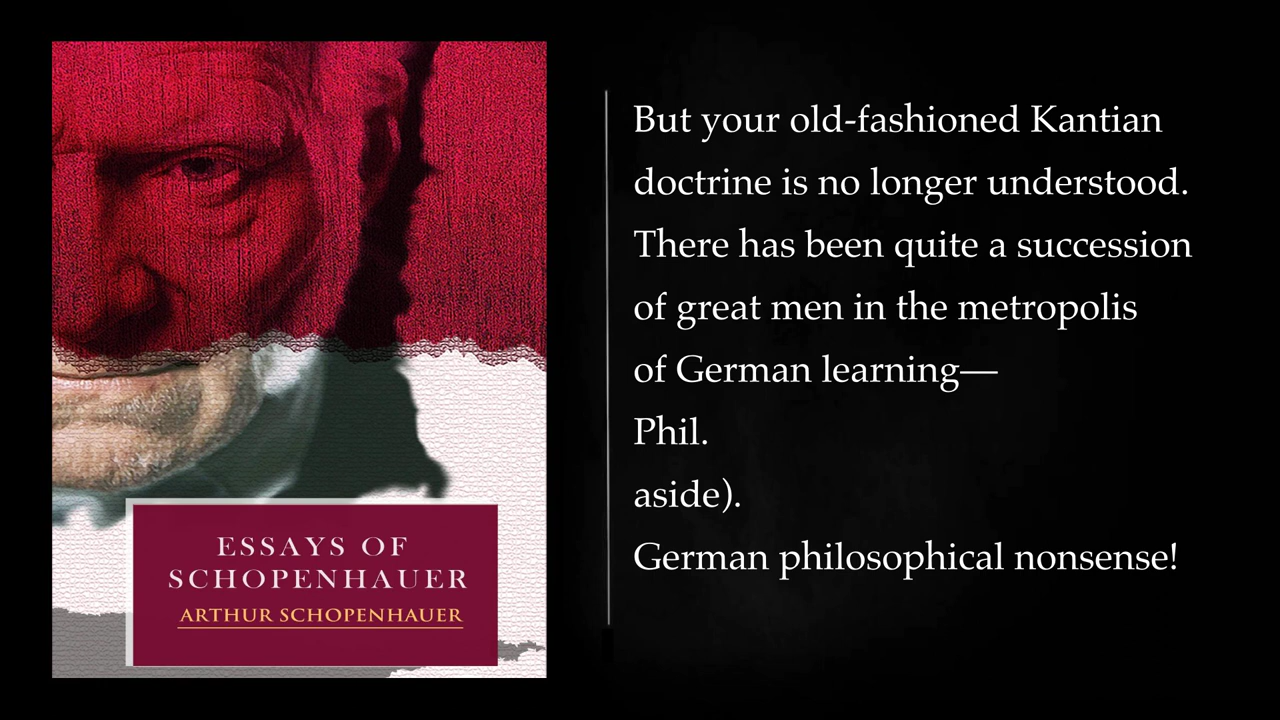 ESSAYS OF
SCHOPENHAUER
ARTHUR SCHOPENHAUER
But your old-fashioned Kantian
doctrine is no longer understood.
There has been quite a succession
of great men in the metropolis
of German learning—
Phil.
aside).
German philosophical nonsense!